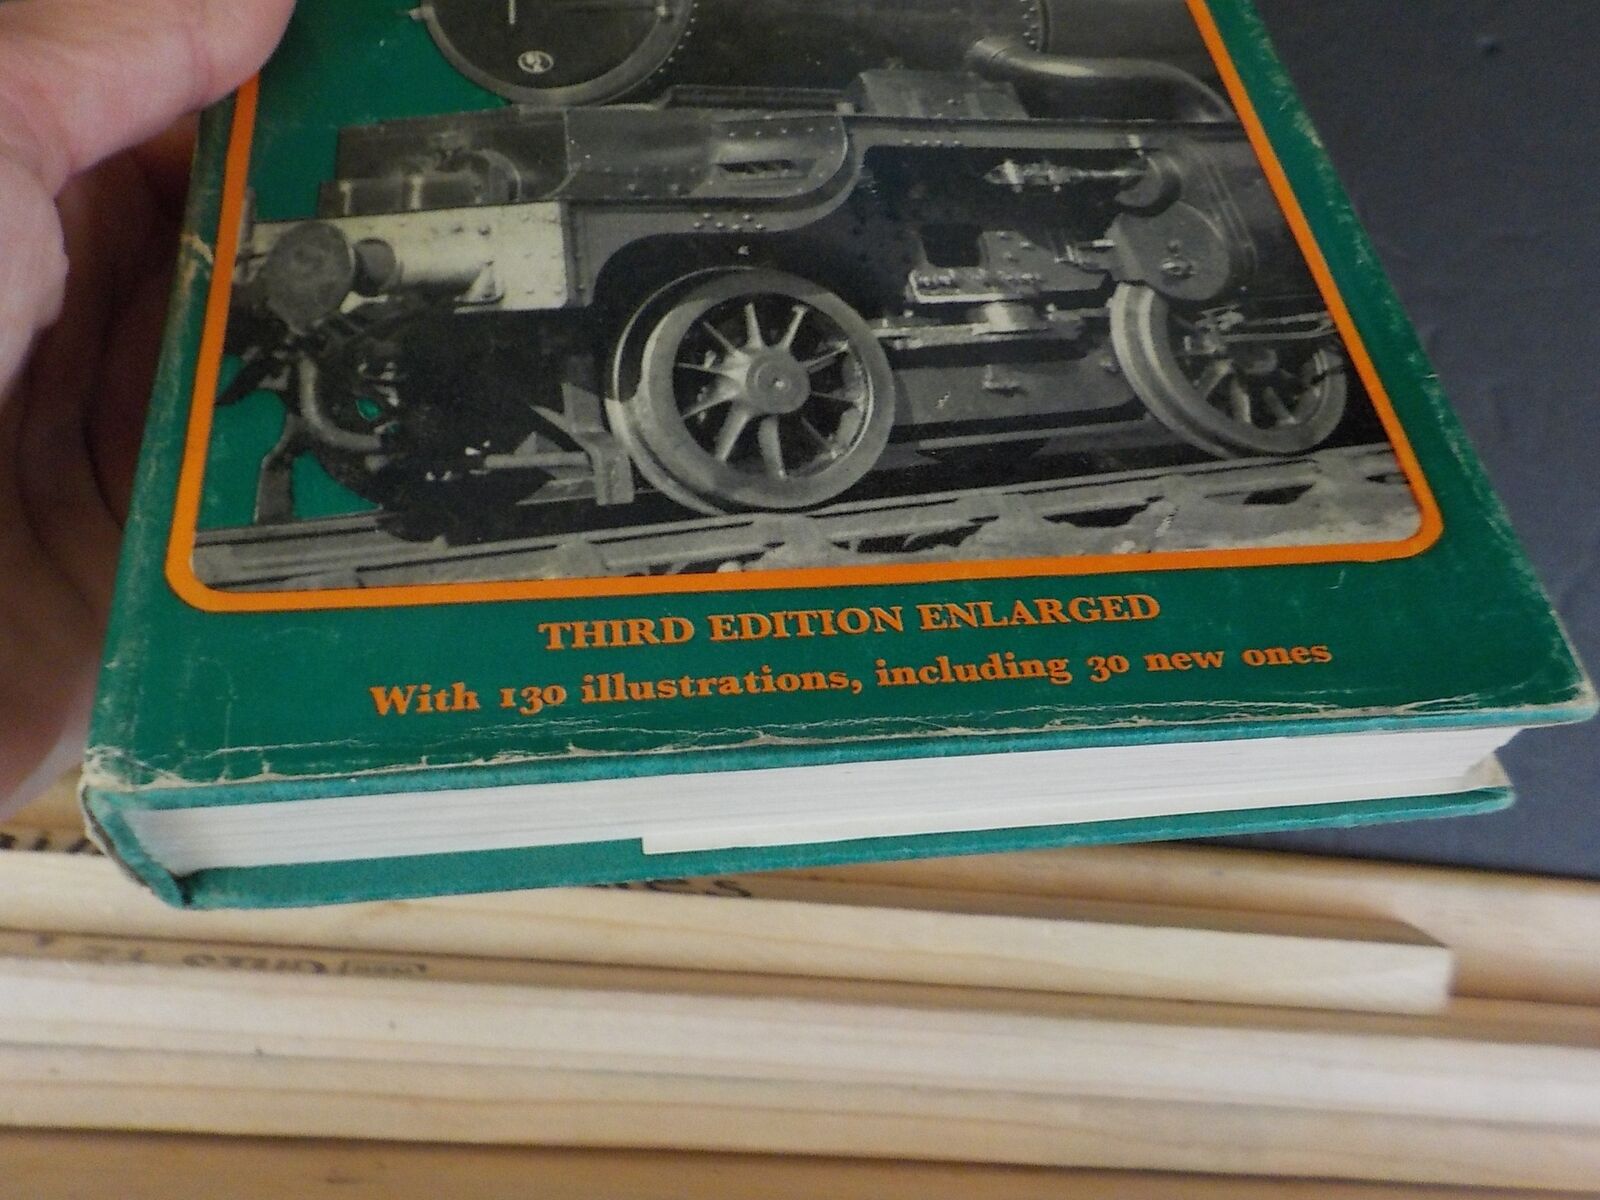 THIRD EDITION ENLARGED
With 130 illustrations, including 30 new ones